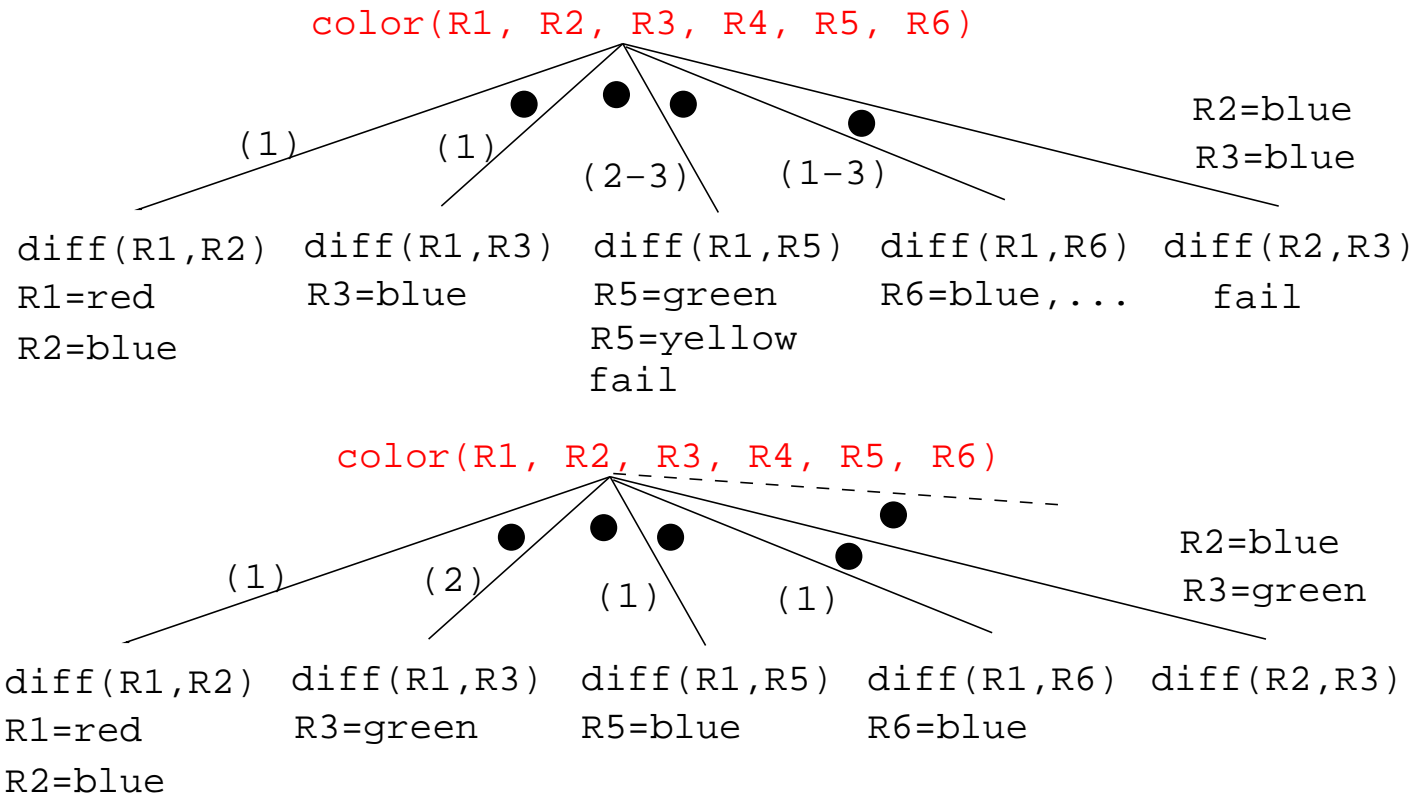 color(R1, R2, R3, R4, R5, R6)
R2=blue
R3=blue
(1)
(1)
(2–3)
(1–3)
diff(R1,R2)
R1=red
R2=blue
diff(R1,R3)
R3=blue
diff(R1,R5)
R5=green
R5=yellow
fail
diff(R1,R6)
R6=blue,...
diff(R2,R3)
fail
color(R1, R2, R3, R4, R5, R6)
R2=blue
R3=green
(1)
(2)
(1)
(1)
diff(R1,R2)
R1=red
R2=blue
diff(R1,R3)
R3=green
diff(R1,R5)
R5=blue
diff(R1,R6)
R6=blue
diff(R2,R3)